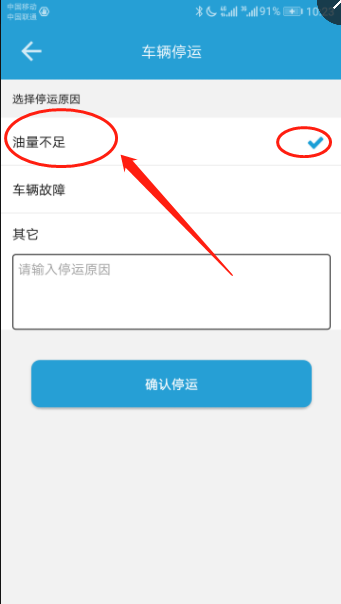 中国移动
中国联通
91%
车辆停运
选择停运原因
油量不足
车辆故障
其它
请输入停运原因
确认停运